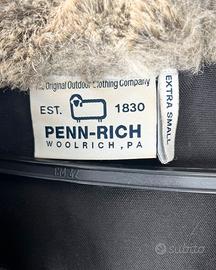 The Original Outdoor Clothing Company
EST. 1830
PENN-RICH
WOOLRICH, PA
EXTRA SMALL
subito